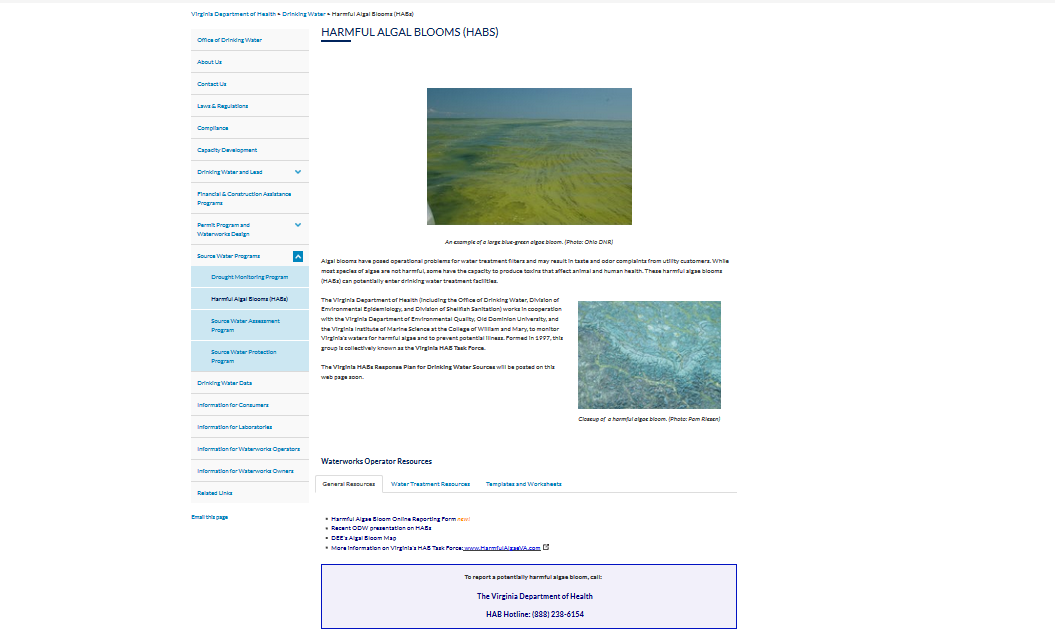 Virginia Department of Health » Drinking Water » Harmful Algal Blooms (HABs)
HARMFUL ALGAL BLOOMS (HABS)
Office of Drinking Water
About Us
Contact Us
Laws & Regulations
Compliance
Capacity Development
Drinking Water and Lead
Financial & Construction Assistance
Programs
Permit Program and
Waterworks Design
Source Water Programs
Drought Monitoring Program
Harmful Algal Blooms (HABs)
Source Water Assessment
Program
Source Water Protection
Program
Drinking Water Data
Information for Consumers
Information for Laboratories
Information for Waterworks Operators
Information for Waterworks Owners
Related Links
Email this page
An example of a large blue-green algae bloom. (Photo: Ohio DNR)
Algal blooms have posed operational problems for water treatment filters and may result in taste and odor complaints from utility customers. While
most species of algae are not harmful, some have the capacity to produce toxins that affect animal and human health. These harmful algae blooms
(HABs) can potentially enter drinking water treatment facilities.
The Virginia Department of Health (including the Office of Drinking Water, Division of
Environmental Epidemiology, and Division of Shellfish Sanitation) works in cooperation
with the Virginia Department of Environmental Quality, Old Dominion University, and
the Virginia Institute of Marine Science at the College of William and Mary, to monitor
Virginia's waters for harmful algae and to prevent potential illness. Formed in 1997, this
group is collectively known as the Virginia HAB Task Force.
The Virginia HABs Response Plan for Drinking Water Sources will be posted on this
web page soon.
Closeup of a harmful algae bloom. (Photo: Pam Riesen)
Waterworks Operator Resources
General Resources
Water Treatment Resources
Templates and Worksheets
Harmful Algae Bloom Online Reporting Form new!
Recent ODW presentation on HABs
DEE's Algal Bloom Map
More information on Virginia's HAB Task Force: www.HarmfulAlgaeVA.com
To report a potentially harmful algae bloom, call:
The Virginia Department of Health
HAB Hotline: (888) 238-6154